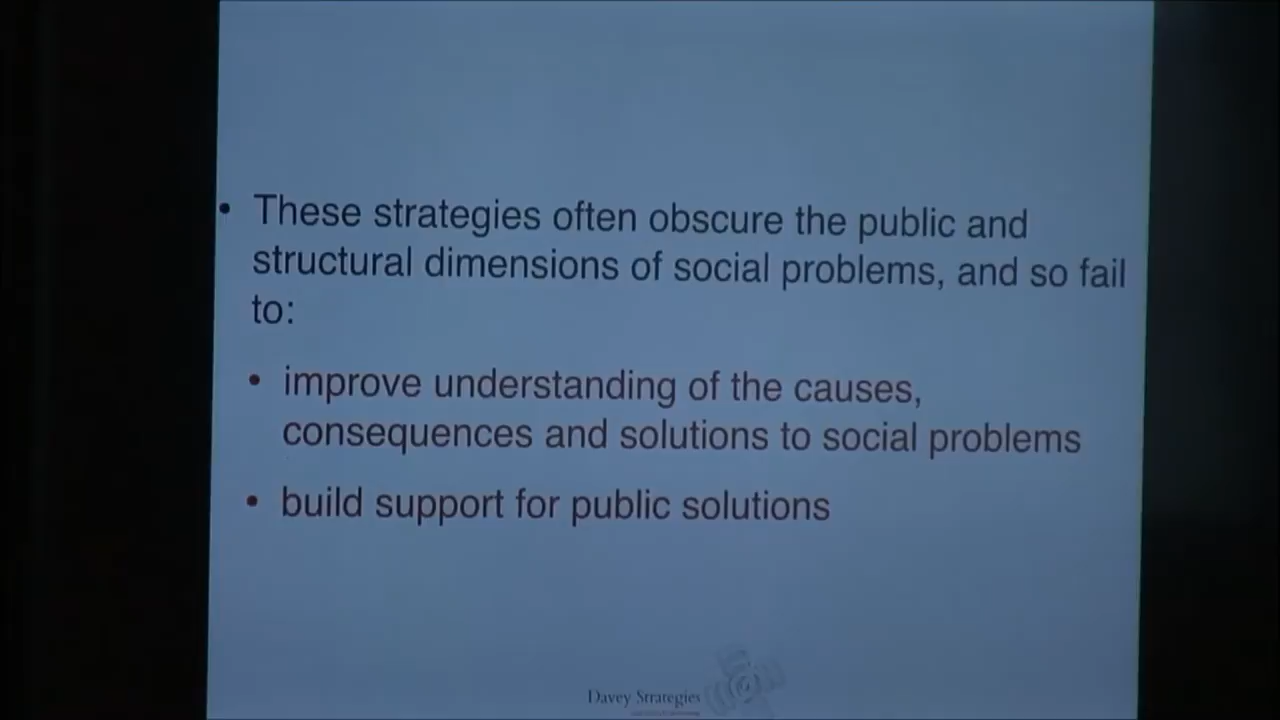 • These strategies often obscure the public and
structural dimensions of social problems, and so fail
to:
• improve understanding of the causes,
consequences and solutions to social problems
• build support for public solutions
Davey Strategies